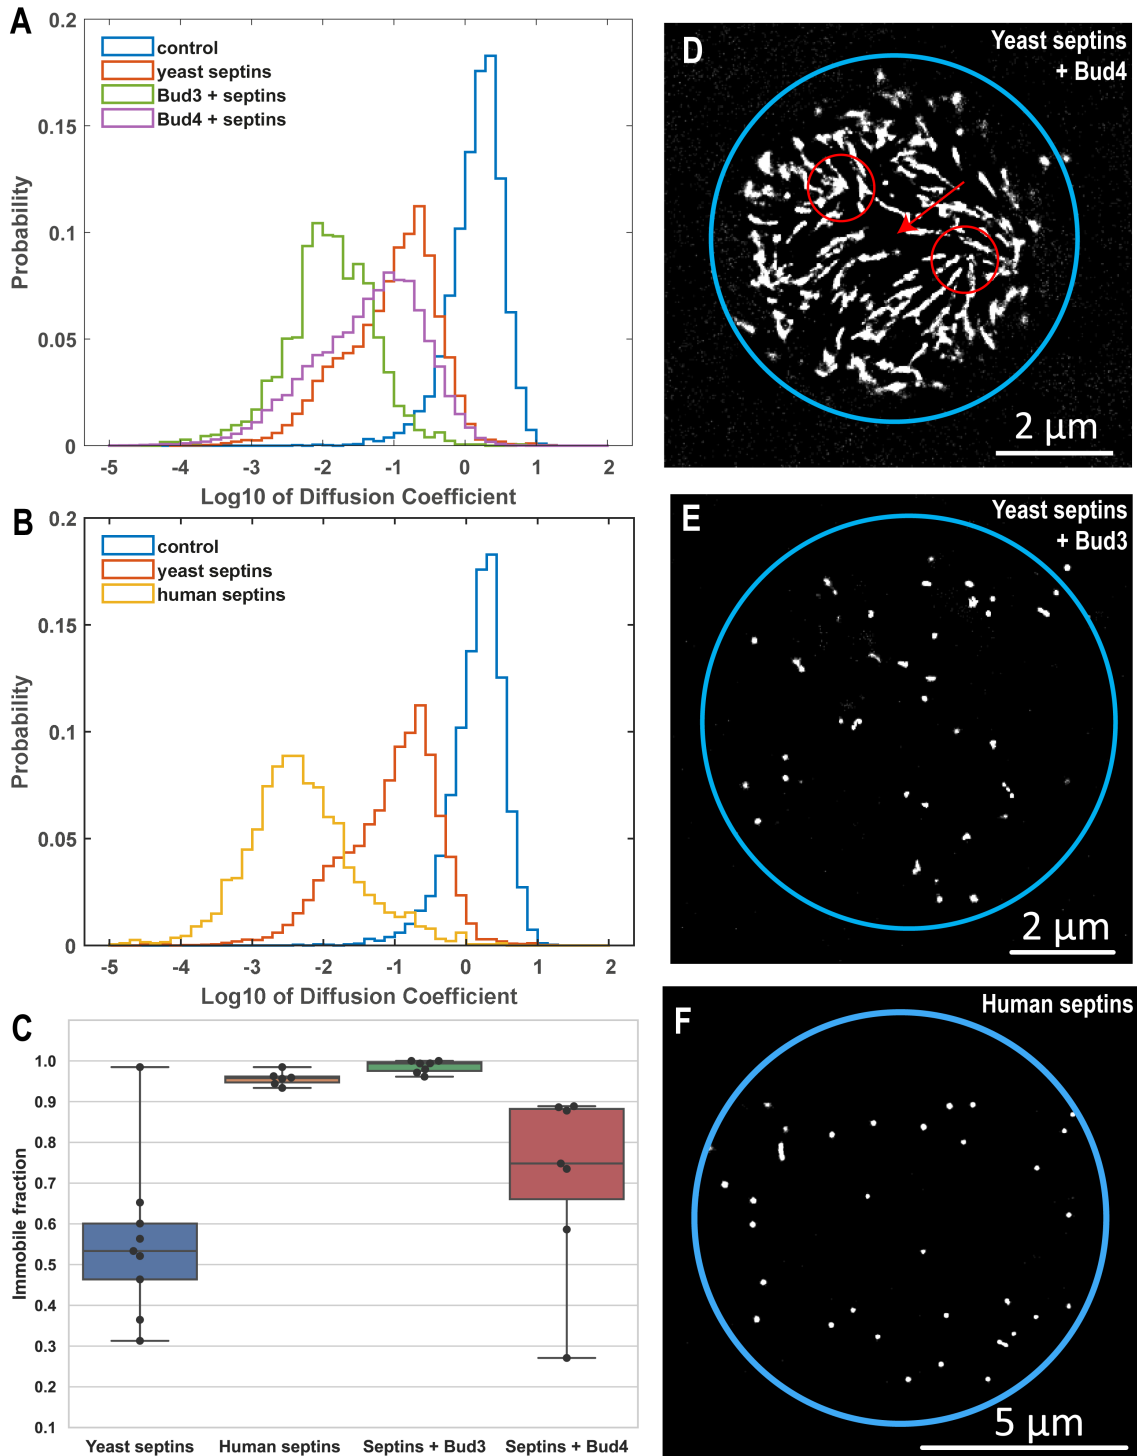 A
0.2
0.15
0.1
0.05
0
Probability
control
yeast septins
Bud3 + septins
Bud4 + septins
-5 -4 -3 -2 -1 0 1 2
Log10 of Diffusion Coefficient
B
0.2
0.15
0.1
0.05
0
Probability
control
yeast septins
human septins
-5 -4 -3 -2 -1 0 1 2
Log10 of Diffusion Coefficient
C
1.0
0.9
0.8
0.7
0.6
0.5
0.4
0.3
0.2
0.1
Immobile fraction
Yeast septins Human septins Septins + Bud3 Septins + Bud4
D
Yeast septins
+ Bud4
2 μm
E
Yeast septins
+ Bud3
2 μm
F
Human septins
5 μm